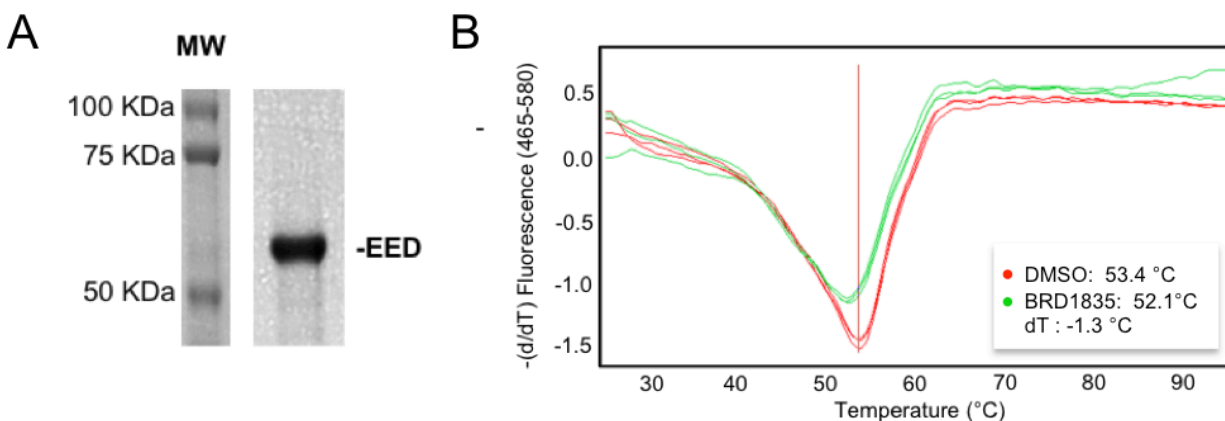 A
MW
100 KDa
75 KDa
50 KDa
-EED
-
B
-(d/dT) Fluorescence (465-580)
0.5
0.0
-0.5
-1.0
-1.5
DMSO: 53.4 °C
BRD1835: 52.1°C
dT : -1.3 °C
30 40 50 60 70 80 90
Temperature (°C)